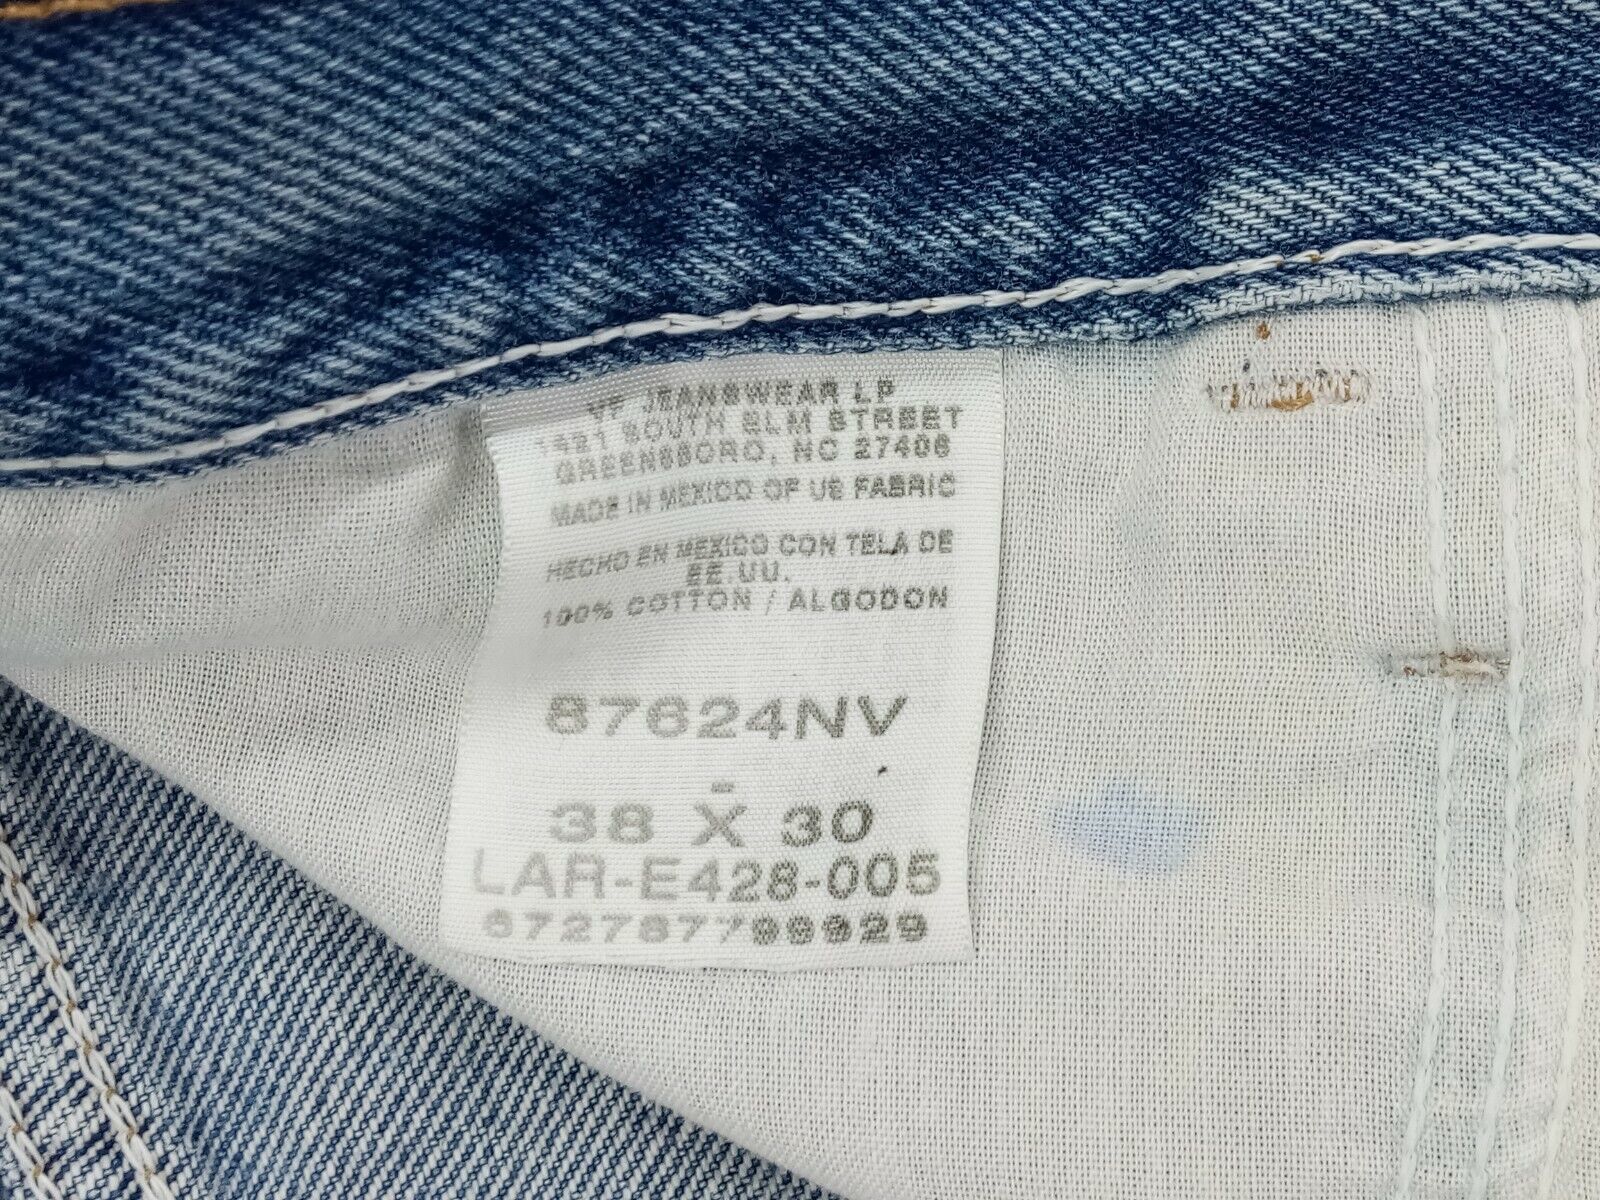 VF JEANSWEAR LP
1421 SOUTH ELM STREET
GREENSBORO, NC 27406
MADE IN MEXICO OF US FABRIC
HECHO EN MEXICO CON TELA DE
EE.UU.
100% COTTON / ALGODON
87624NV
-
38 X 30
LAR-E428-005